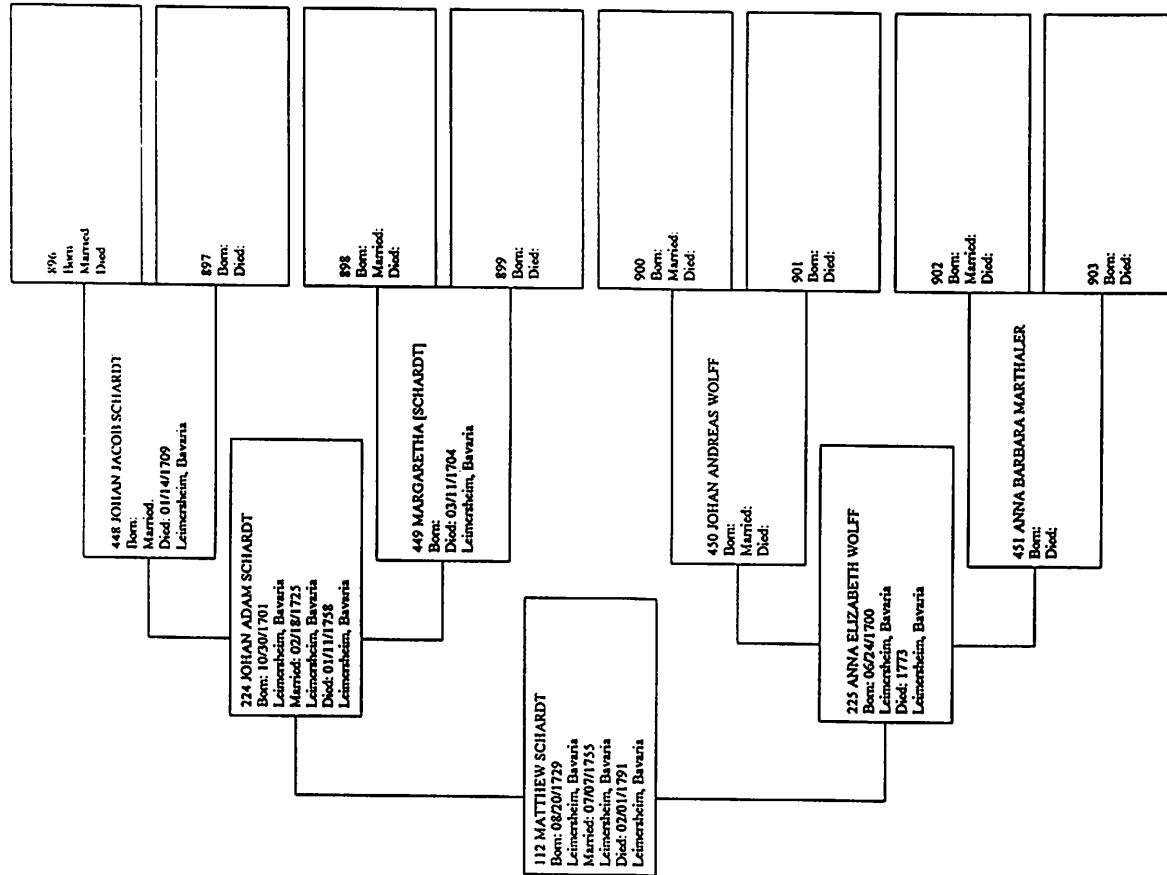 112 MATTHEW SCHARDT
Born: 08/20/1729
Leimersheim, Bavaria
Married: 07/07/1755
Leimersheim, Bavaria
Died: 02/01/1791
Leimersheim, Bavaria
224 JOHAN ADAM SCHARDT
Born: 10/30/1701
Leimersheim, Bavaria
Married: 02/18/1725
Leimersheim, Bavaria
Died: 01/11/1758
Leimersheim, Bavaria
225 ANNA ELIZABETH WOLFF
Born: 06/24/1700
Leimersheim, Bavaria
Died: 1773
Leimersheim, Bavaria
448 JOHAN JACOB SCHARDT
Born:
Married.
Died: 01/14/1709
Leimersheim, Bavaria
449 MARGARETHA [SCHARDT]
Born:
Died: 03/11/1704
Leimersheim, Bavaria
450 JOHAN ANDREAS WOLFF
Born:
Married:
Died:
451 ANNA BARBARA MARTHALER
Born:
Died:
896
Born
Married
Died
897
Born:
Died:
898
Born:
Married:
Died:
899
Born:
Died:
900
Born:
Married:
Died:
901
Born:
Died:
902
Born:
Married:
Died:
903
Born:
Died: